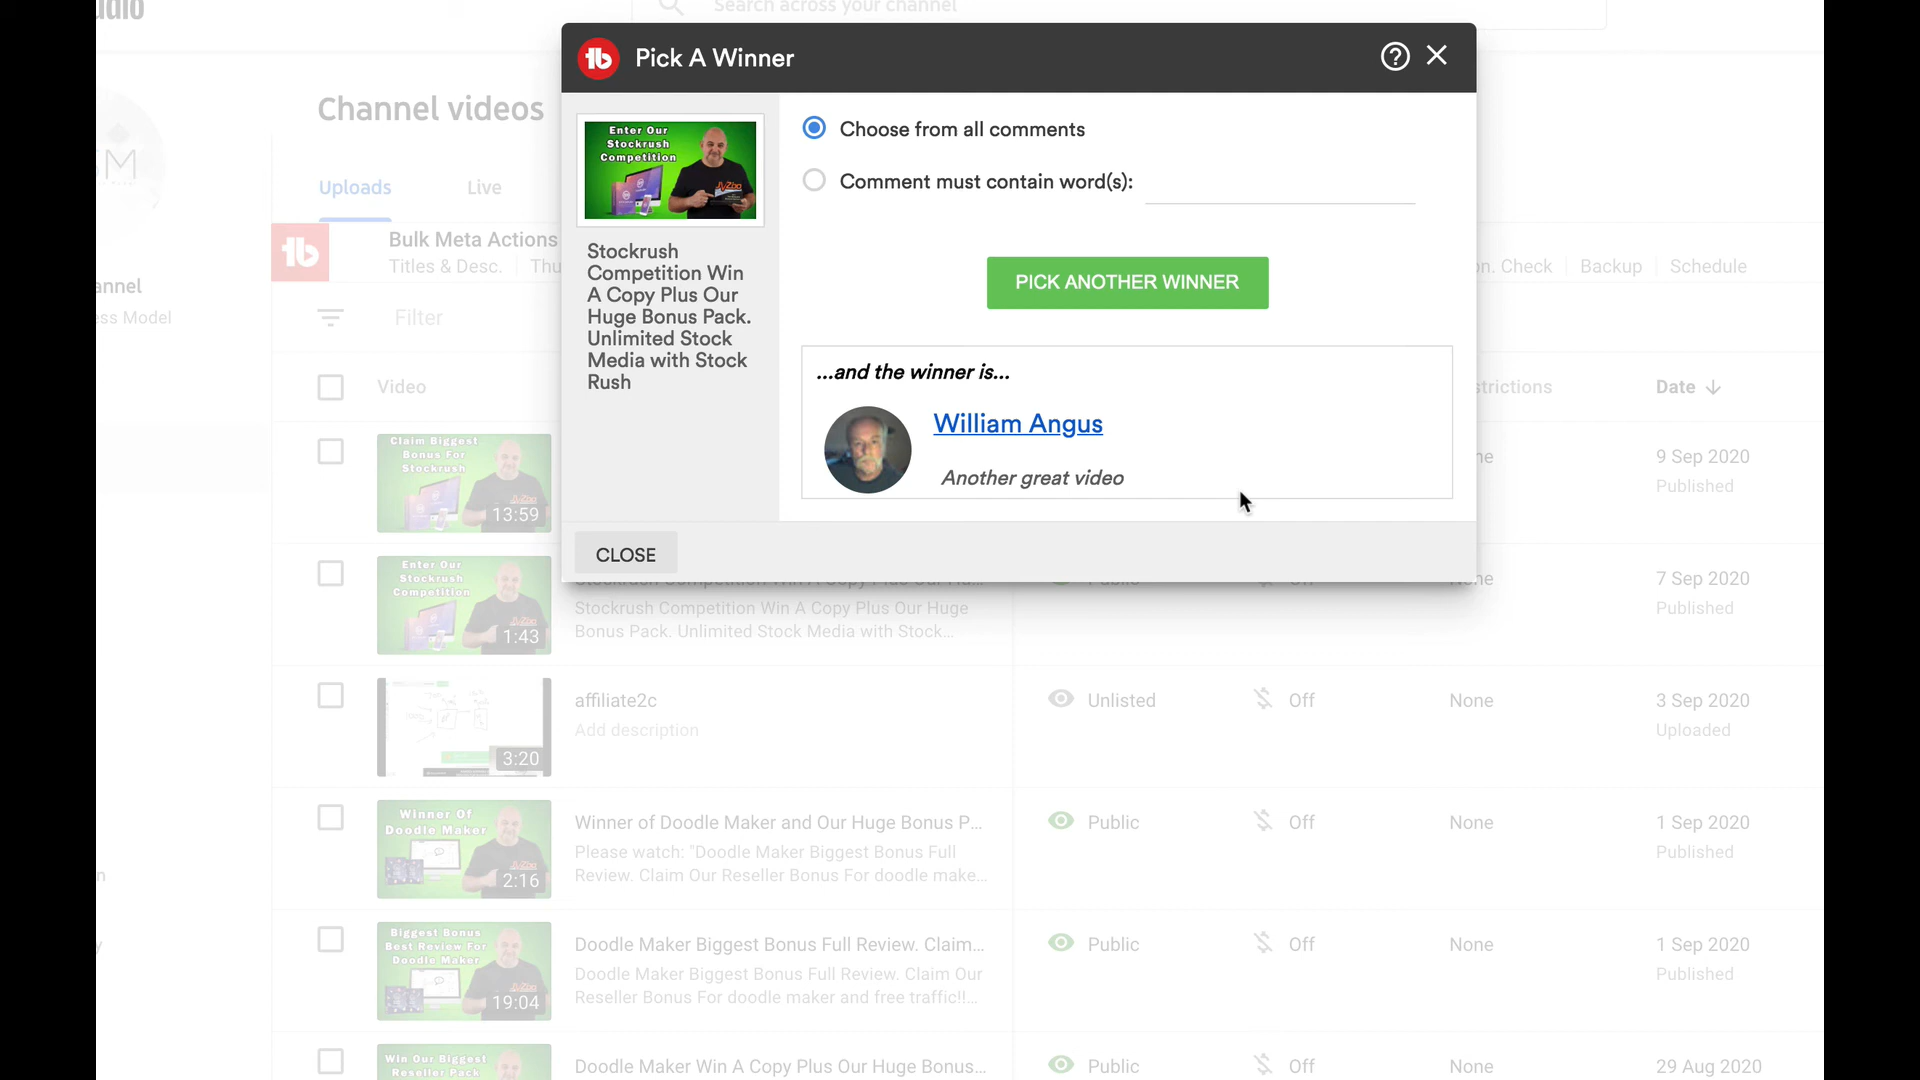 Search across your channel
Pick A Winner
Channel videos
Uploads
Live
Enter Our
Stockrush
Competition
JVZoo
Choose from all comments
Comment must contain word(s):
Bulk Meta Actions
Titles & Desc.
Check
Backup
Schedule
Stockrush
Competition Win
A Copy Plus Our
Huge Bonus Pack.
Unlimited Stock
Media with Stock
Rush
PICK ANOTHER WINNER
Filter
...and the winner is...
William Angus
Another great video
CLOSE
Video
Date
Claim Biggest
Bonus For
Stockrush
13:59
9 Sep 2020
Published
Enter Our
Stockrush
Competition
1:43
Stockrush Competition Win A Copy Plus Our Huge
Bonus Pack. Unlimited Stock Media with Stock...
7 Sep 2020
Published
3:20
affiliate2c
Add description
Unlisted
Off
None
3 Sep 2020
Uploaded
Winner Of
Doodle Maker
2:16
Winner of Doodle Maker and Our Huge Bonus P...
Please watch: "Doodle Maker Biggest Bonus Full
Review. Claim Our Reseller Bonus For doodle make...
Public
Off
None
1 Sep 2020
Published
Biggest Bonus
Best Review For
Doodle Maker
19:04
Doodle Maker Biggest Bonus Full Review. Claim...
Doodle Maker Biggest Bonus Full Review. Claim Our
Reseller Bonus For doodle maker and free traffic!!...
Public
Off
None
1 Sep 2020
Published
Win Our Biggest
Reseller Pack
Doodle Maker Win A Copy Plus Our Huge Bonus...
Public
Off
None
29 Aug 2020